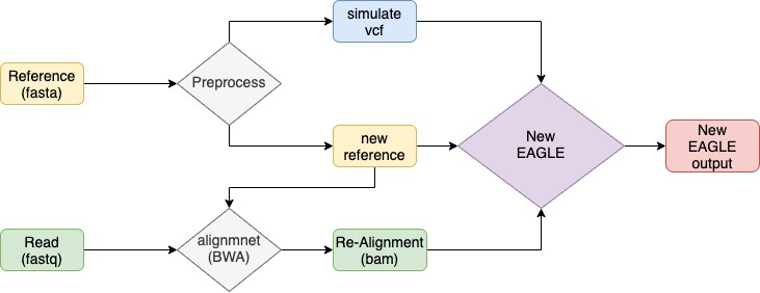 simulate
vcf
Reference
(fasta)
Preprocess
new
reference
New
EAGLE
New
EAGLE
output
Read
(fastq)
alignmnet
(BWA)
Re-Alignment
(bam)